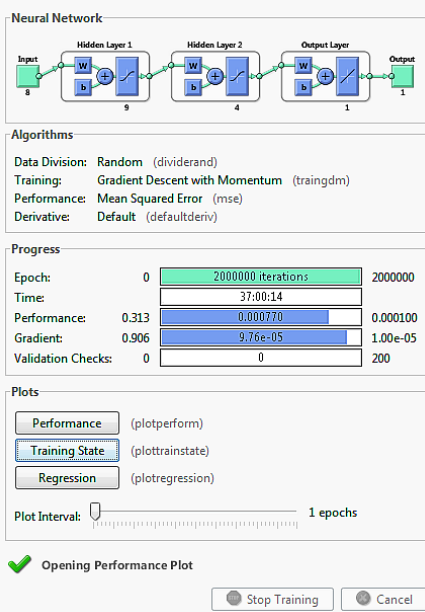 Neural Network
Hidden Layer 1 Hidden Layer 2 Output Layer
Input Output
W W W
+ + +
b b b
8 9 4 1 1
Algorithms
Data Division: Random (dividerand)
Training: Gradient Descent with Momentum (traingdm)
Performance: Mean Squared Error (mse)
Derivative: Default (defaultderiv)
Progress
Epoch: 0 2000000 iterations 2000000
Time: 37:00:14
Performance: 0.313 0.000770 0.000100
Gradient: 0.906 9.76e-05 1.00e-05
Validation Checks: 0 0 200
Plots
Performance (plotperform)
Training State (plottrainstate)
Regression (plotregression)
Plot Interval: 1 epochs
Opening Performance Plot
Stop Training Cancel